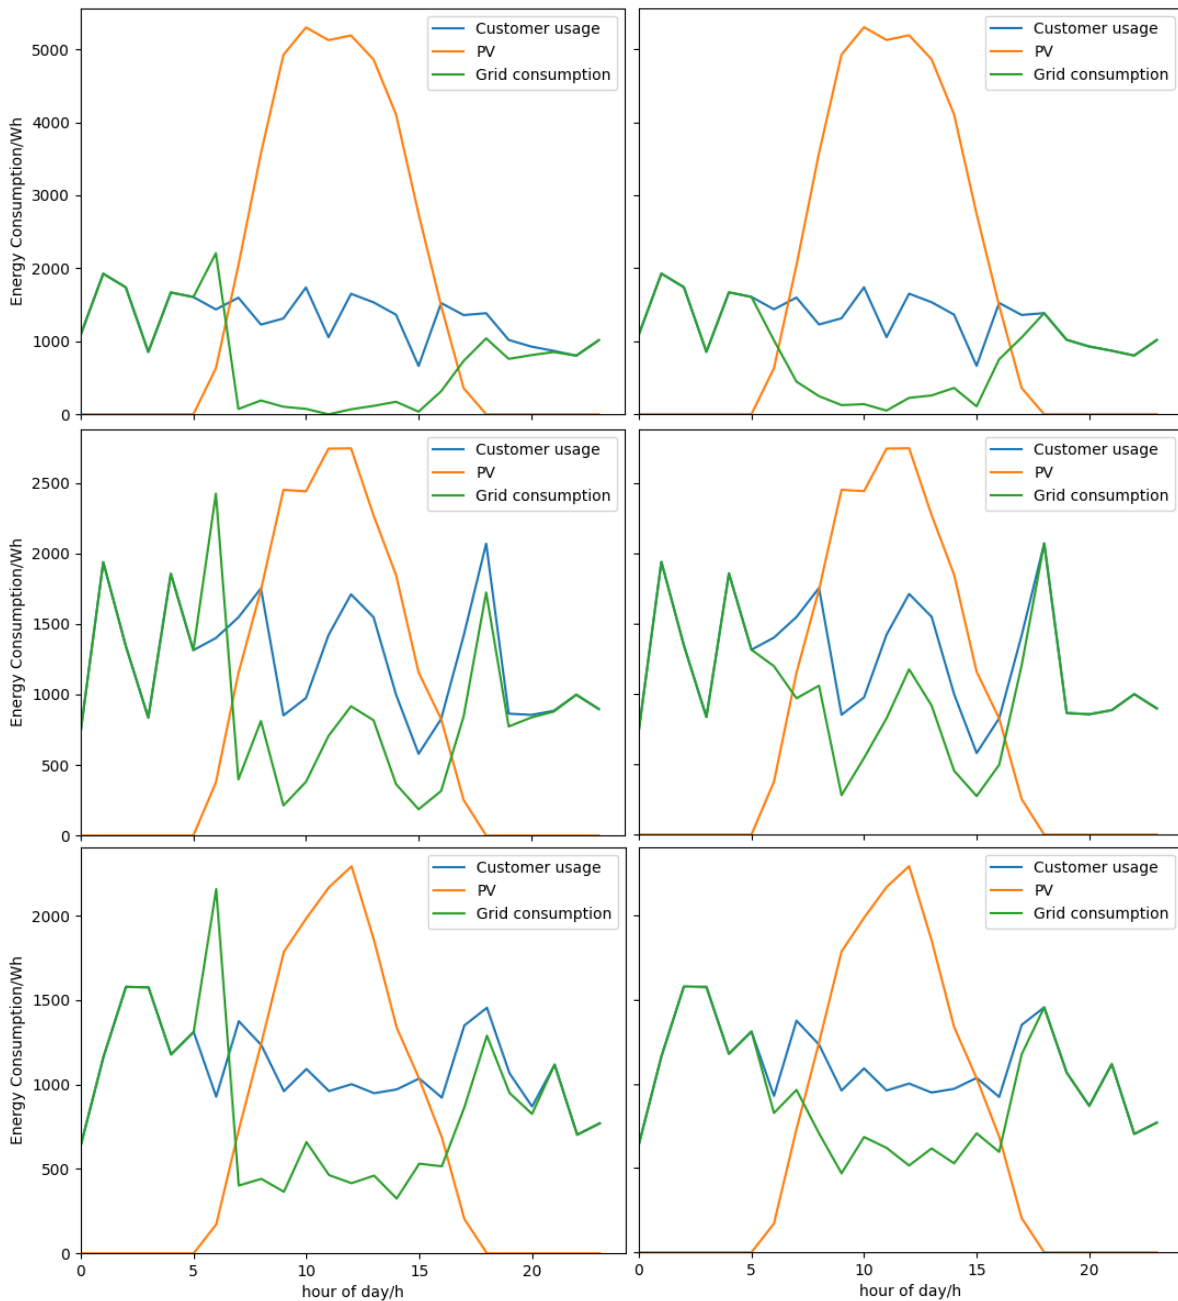 Customer usage
PV
Grid consumption
Customer usage
PV
Grid consumption
Energy Consumption/Wh
5000
4000
3000
2000
1000
0
Customer usage
PV
Grid consumption
Customer usage
PV
Grid consumption
Energy Consumption/Wh
2500
2000
1500
1000
500
0
Customer usage
PV
Grid consumption
Customer usage
PV
Grid consumption
Energy Consumption/Wh
2000
1500
1000
500
0
0 5 10 15 20
0 5 10 15 20
hour of day/h
hour of day/h